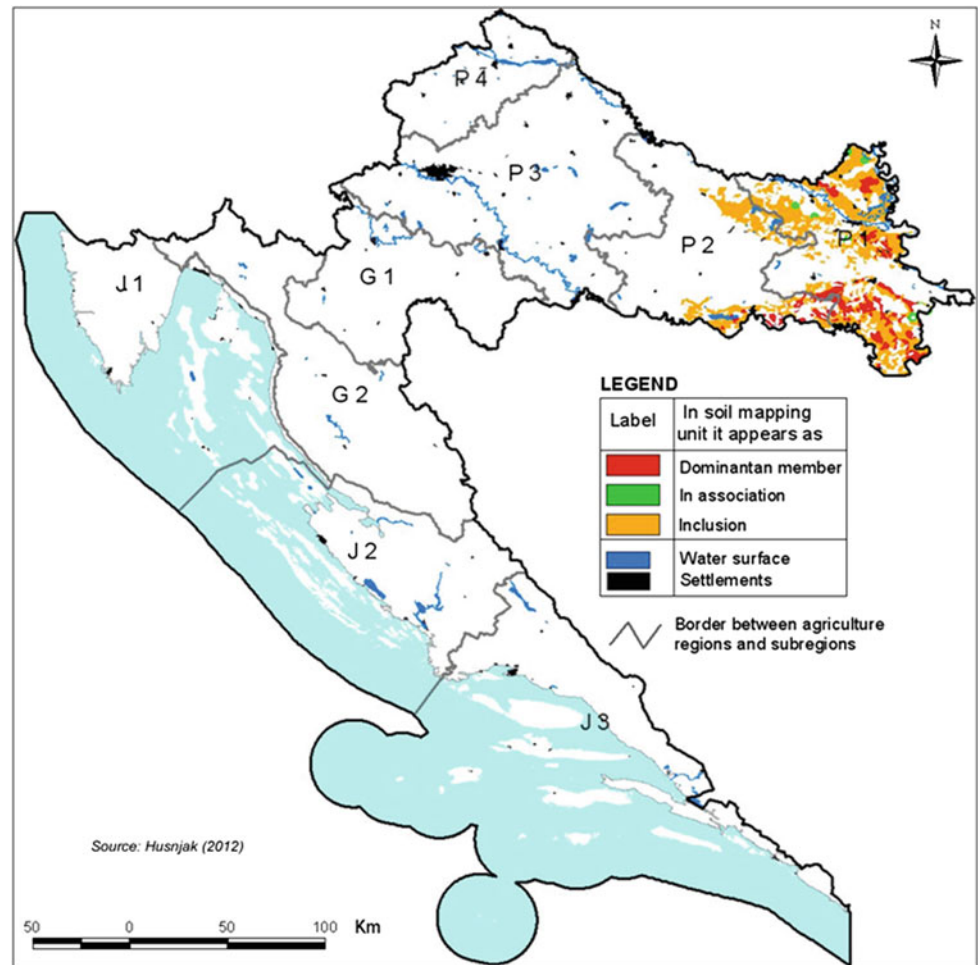 N
P 4
P 3
P 2
P 1
G 1
J 1
G 2
J 2
J 3
LEGEND
Label
In soil mapping
unit it appears as
Dominantan member
In association
Inclusion
Water surface
Settlements
Border between agriculture
regions and subregions
Source: Husnjak (2012)
50 0 50 100 Km